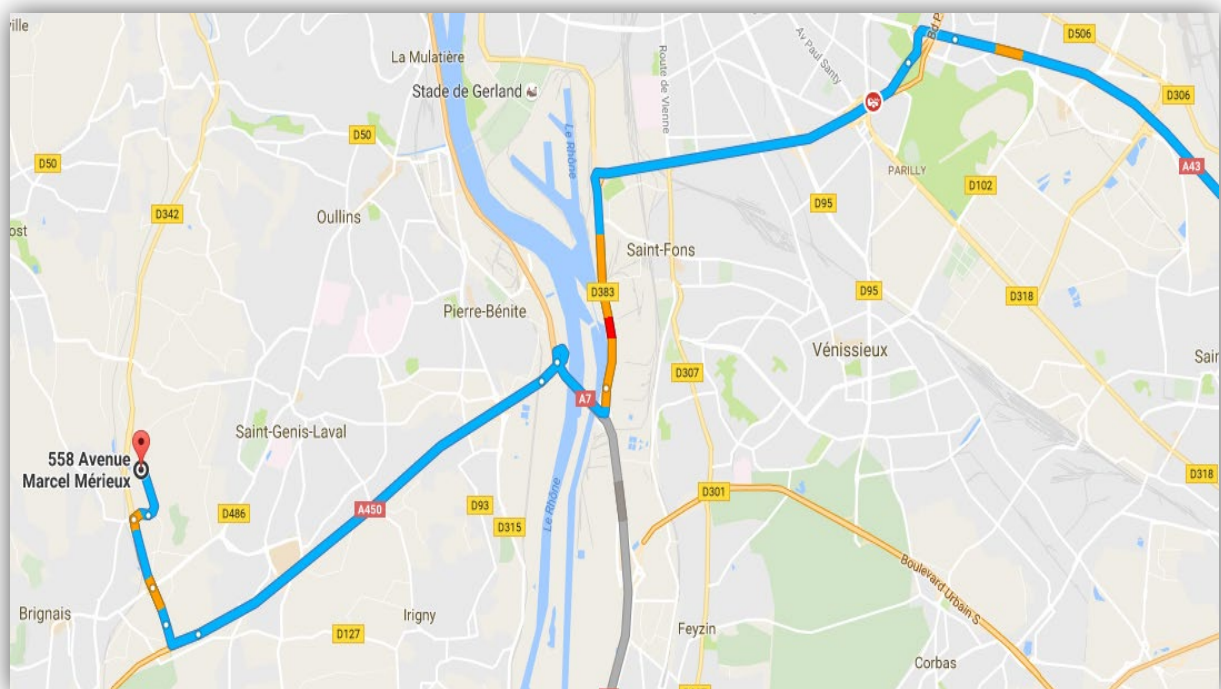 ville
La Mulatière
Stade de Gerland
Route de Vienne
Av Paul Santy
Bd P
D506
D306
D50
D50
Le Rhône
PARILLY
A43
D102
D342
D95
ost
Oullins
Saint-Fons
D383
D95
D318
Pierre-Bénite
Vénissieux
Sain
D307
A7
Saint-Genis-Laval
558 Avenue
Marcel Mérieux
D318
D301
D93
D486
A450
D315
Le Rhône
Boulevard Urbain S
Brignais
Irigny
D127
Feyzin
Corbas